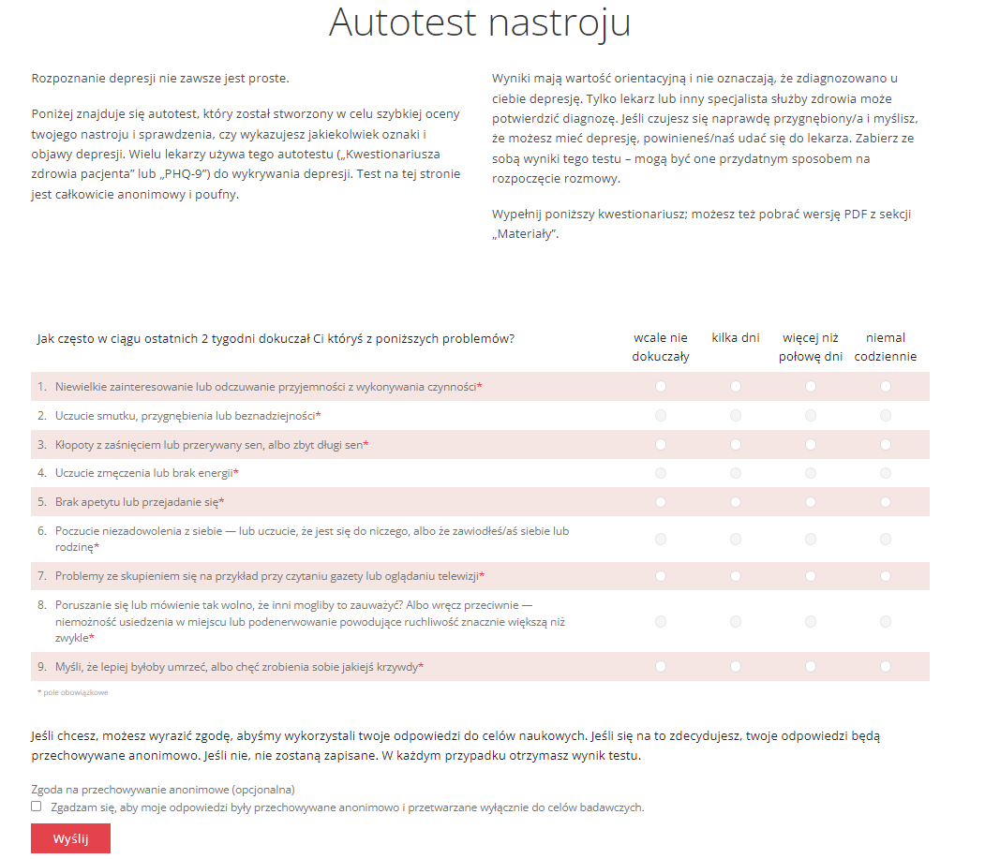 Autotest nastroju
Rozpoznanie depresji nie zawsze jest proste.
Poniżej znajduje się autotest, który został stworzony w celu szybkiej oceny
twojego nastroju i sprawdzenia, czy wykazujesz jakiekolwiek oznaki i
objawy depresji. Wielu lekarzy używa tego autotestu („Kwestionariusza
zdrowia pacjenta” lub „PHQ-9”) do wykrywania depresji. Test na tej stronie
jest całkowicie anonimowy i poufny.
Wyniki mają wartość orientacyjną i nie oznaczają, że zdiagnozowano u
ciebie depresję. Tylko lekarz lub inny specjalista służby zdrowia może
potwierdzić diagnozę. Jeśli czujesz się naprawdę przygnębiony/a i myślisz,
że możesz mieć depresję, powinieneś/naś udać się do lekarza. Zabierz ze
sobą wyniki tego testu – mogą być one przydatnym sposobem na
rozpoczęcie rozmowy.
Wypełnij poniższy kwestionariusz; możesz też pobrać wersję PDF z sekcji
„Materiały”.
Jak często w ciągu ostatnich 2 tygodni dokuczał Ci któryś z poniższych problemów?
wcale nie
dokuczały
kilka dni
więcej niż
połowę dni
niemal
codziennie
1. Niewielkie zainteresowanie lub odczuwanie przyjemności z wykonywania czynności*
2. Uczucie smutku, przygnębienia lub beznadziejności*
3. Kłopoty z zaśnięciem lub przerywany sen, albo zbyt długi sen*
4. Uczucie zmęczenia lub brak energii*
5. Brak apetytu lub przejadanie się*
6. Poczucie niezadowolenia z siebie — lub uczucie, że jest się do niczego, albo że zawiodłeś/aś siebie lub
rodzinę*
7. Problemy ze skupieniem się na przykład przy czytaniu gazety lub oglądaniu telewizji*
8. Poruszanie się lub mówienie tak wolno, że inni mogliby to zauważyć? Albo wręcz przeciwnie —
niemożność usiedzenia w miejscu lub podenerwowanie powodujące ruchliwość znacznie większą niż
zwykle*
9. Myśli, że lepiej byłoby umrzeć, albo chęć zrobienia sobie jakiejś krzywdy*
* pole obowiązkowe
Jeśli chcesz, możesz wyrazić zgodę, abyśmy wykorzystali twoje odpowiedzi do celów naukowych. Jeśli się na to zdecydujesz, twoje odpowiedzi będą
przechowywane anonimowo. Jeśli nie, nie zostaną zapisane. W każdym przypadku otrzymasz wynik testu.
Zgoda na przechowywanie anonimowe (opcjonalna)
Zgadzam się, aby moje odpowiedzi były przechowywane anonimowo i przetwarzane wyłącznie do celów badawczych.
Wyślij